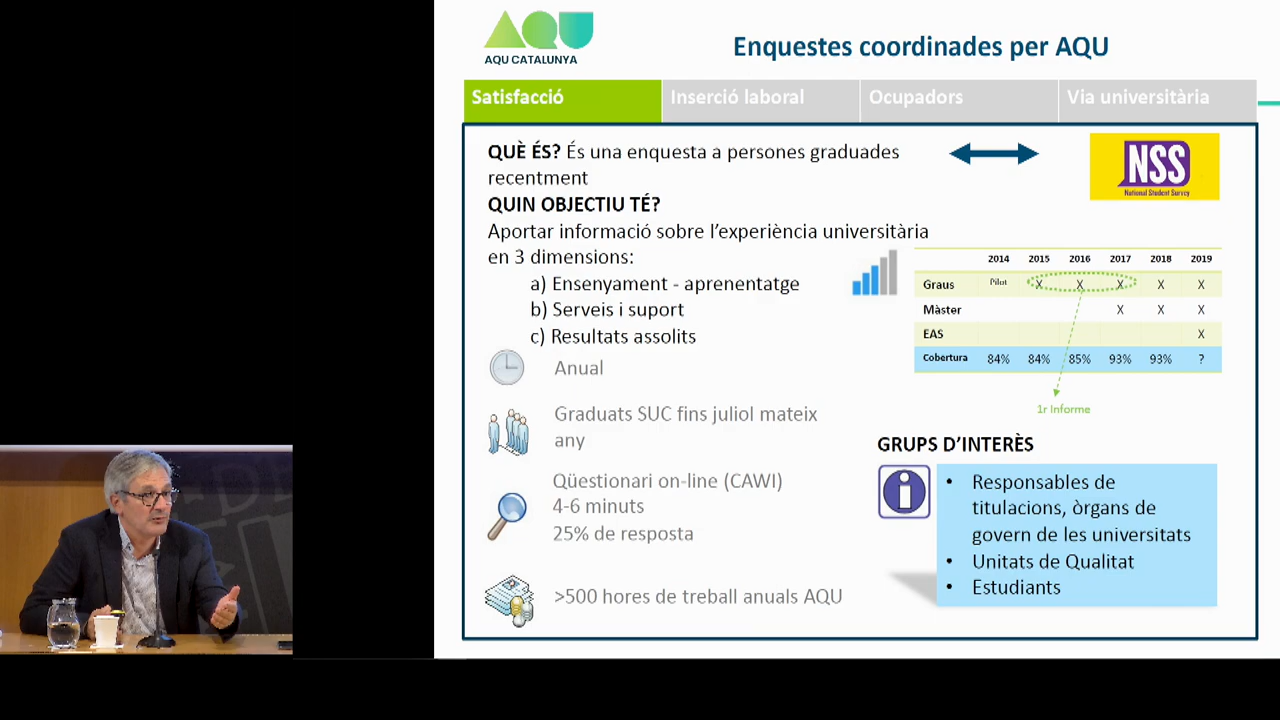 AQU
AQU CATALUNYA
Enquestes coordinades per AQU
Satisfacció
Inserció laboral
Ocupadors
Via universitària
QUÈ ÉS? És una enquesta a persones graduades
recentment
NSS
National Student Survey
QUIN OBJECTIU TÉ?
Aportar informació sobre l'experiència universitària
en 3 dimensions:
a) Ensenyament - aprenentatge
b) Serveis i suport
c) Resultats assolits
2014 2015 2016 2017 2018 2019
Graus Pilot X X X X X
Màster X X X
EAS X
Cobertura 84% 84% 85% 93% 93% ?
1r Informe
Anual
Graduats SUC fins juliol mateix
any
Qüestionari on-line (CAWI)
4-6 minuts
25% de resposta
>500 hores de treball anuals AQU
GRUPS D'INTERÈS
• Responsables de
titulacions, òrgans de
govern de les universitats
• Unitats de Qualitat
• Estudiants